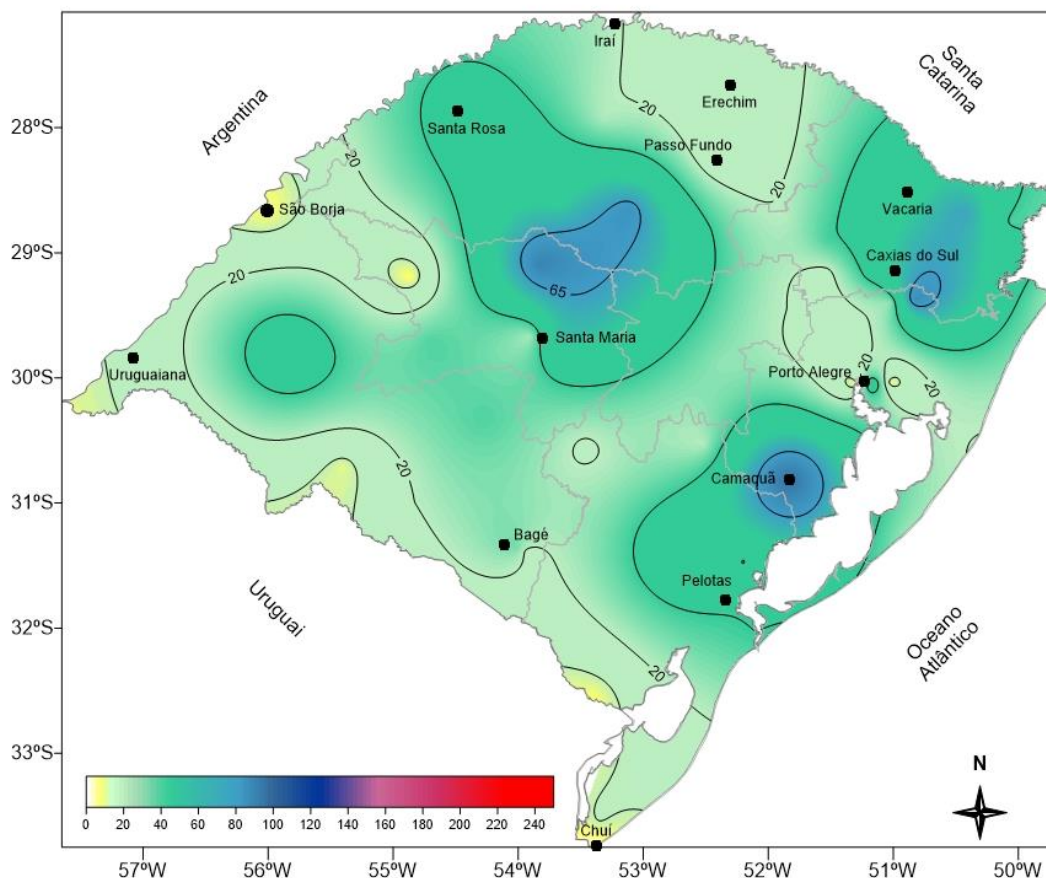 Iraí
Santa
Catarina
20
Erechim
Argentina
28ºS
Santa Rosa
Passo Fundo
20
20
Vacaria
São Borja
29ºS
Caxias do Sul
20
65
Santa Maria
Uruguaiana
Porto Alegre
20
20
30ºS
20
Camaquã
31ºS
Bagé
Pelotas
Uruguai
32ºS
Oceano
Atlântico
20
33ºS
N
0 20 40 60 80 100 120 140 160 180 200 220 240
Chuí
57ºW 56ºW 55ºW 54ºW 53ºW 52ºW 51ºW 50ºW